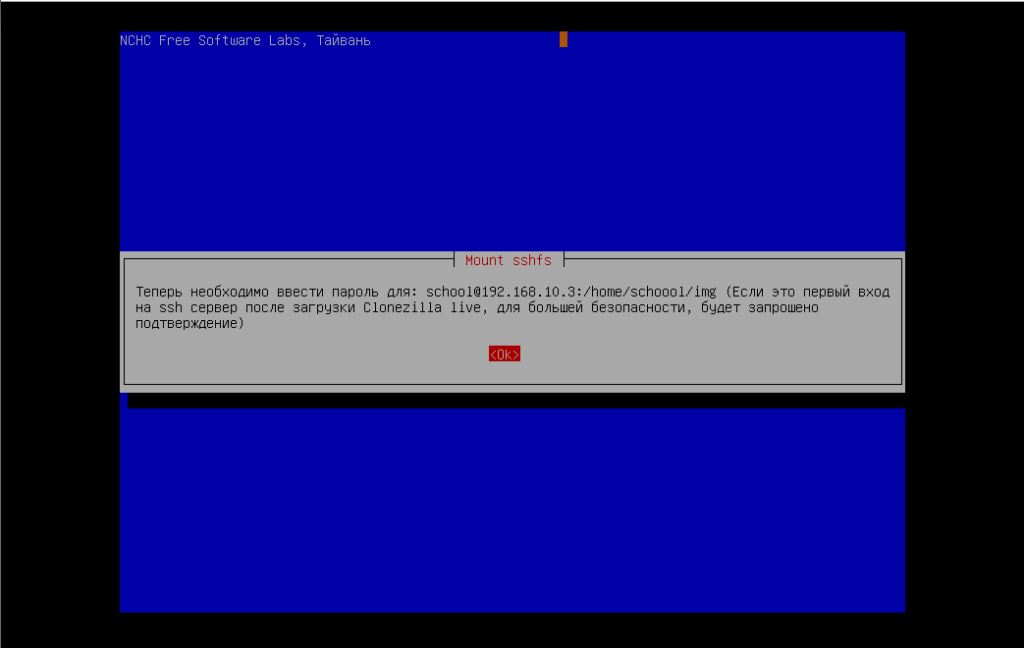 NCHC Free Software Labs, Тайвань
Mount sshfs
Теперь необходимо ввести пароль для: school@192.168.10.3:/home/schoool/img (Если это первый вход
на ssh сервер после загрузки Clonezilla live, для большей безопасности, будет запрошено
подтверждение)
<Ok>